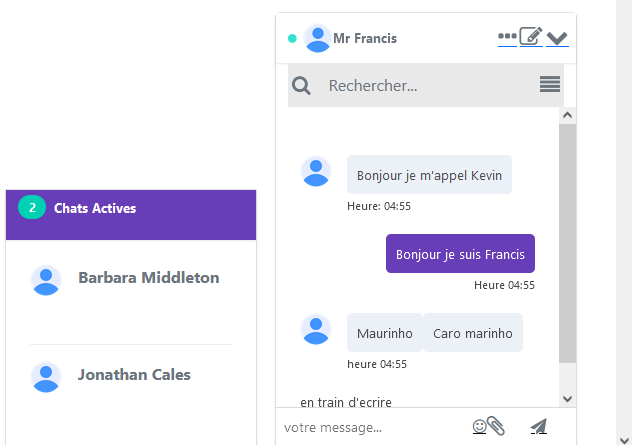 Mr Francis
Rechercher...
Bonjour je m'appel Kevin
Heure: 04:55
2 Chats Actives
Bonjour je suis Francis
Heure 04:55
Barbara Middleton
Maurinho Caro marinho
heure 04:55
Jonathan Cales
en train d'ecrire
votre message...